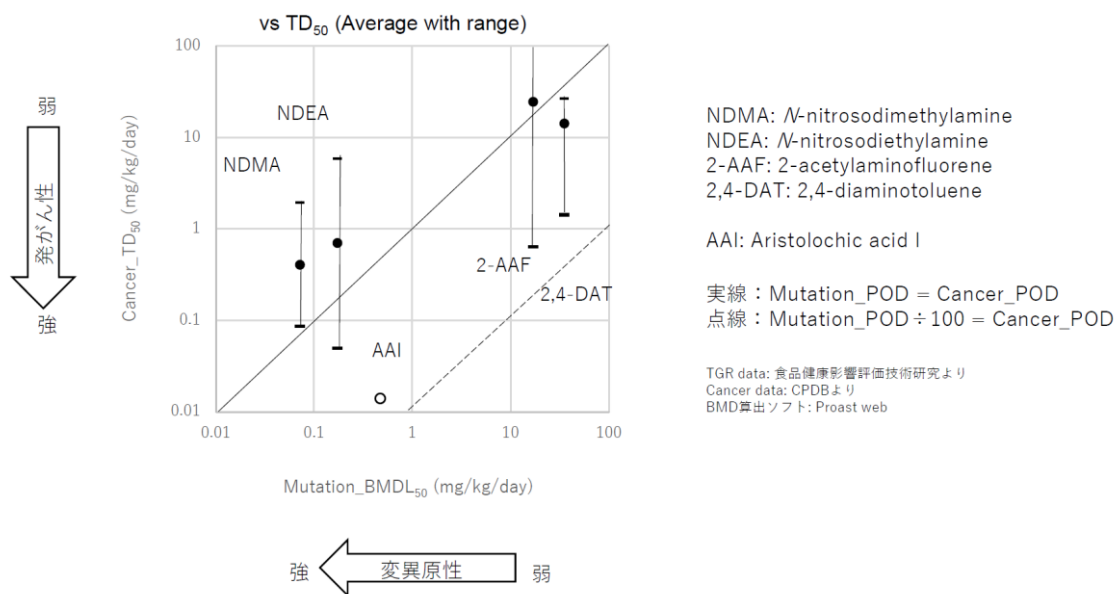 vs TD50 (Average with range)
弱
発がん性
強
Cancer_TD50 (mg/kg/day)
100
10
1
0.1
0.01
NDEA
NDMA
2-AAF
2,4-DAT
AAI
0.01
0.1
1
10
100
Mutation_BMDL50 (mg/kg/day)
強
変異原性
弱
NDMA: N-nitrosodimethylamine
NDEA: N-nitrosodiethylamine
2-AAF: 2-acetylaminofluorene
2,4-DAT: 2,4-diaminotoluene
AAI: Aristolochic acid I
実線：Mutation_POD = Cancer_POD
点線：Mutation_POD÷100 = Cancer_POD
TGR data: 食品健康影響評価技術研究より
Cancer data: CPDBより
BMD算出ソフト: Proast web